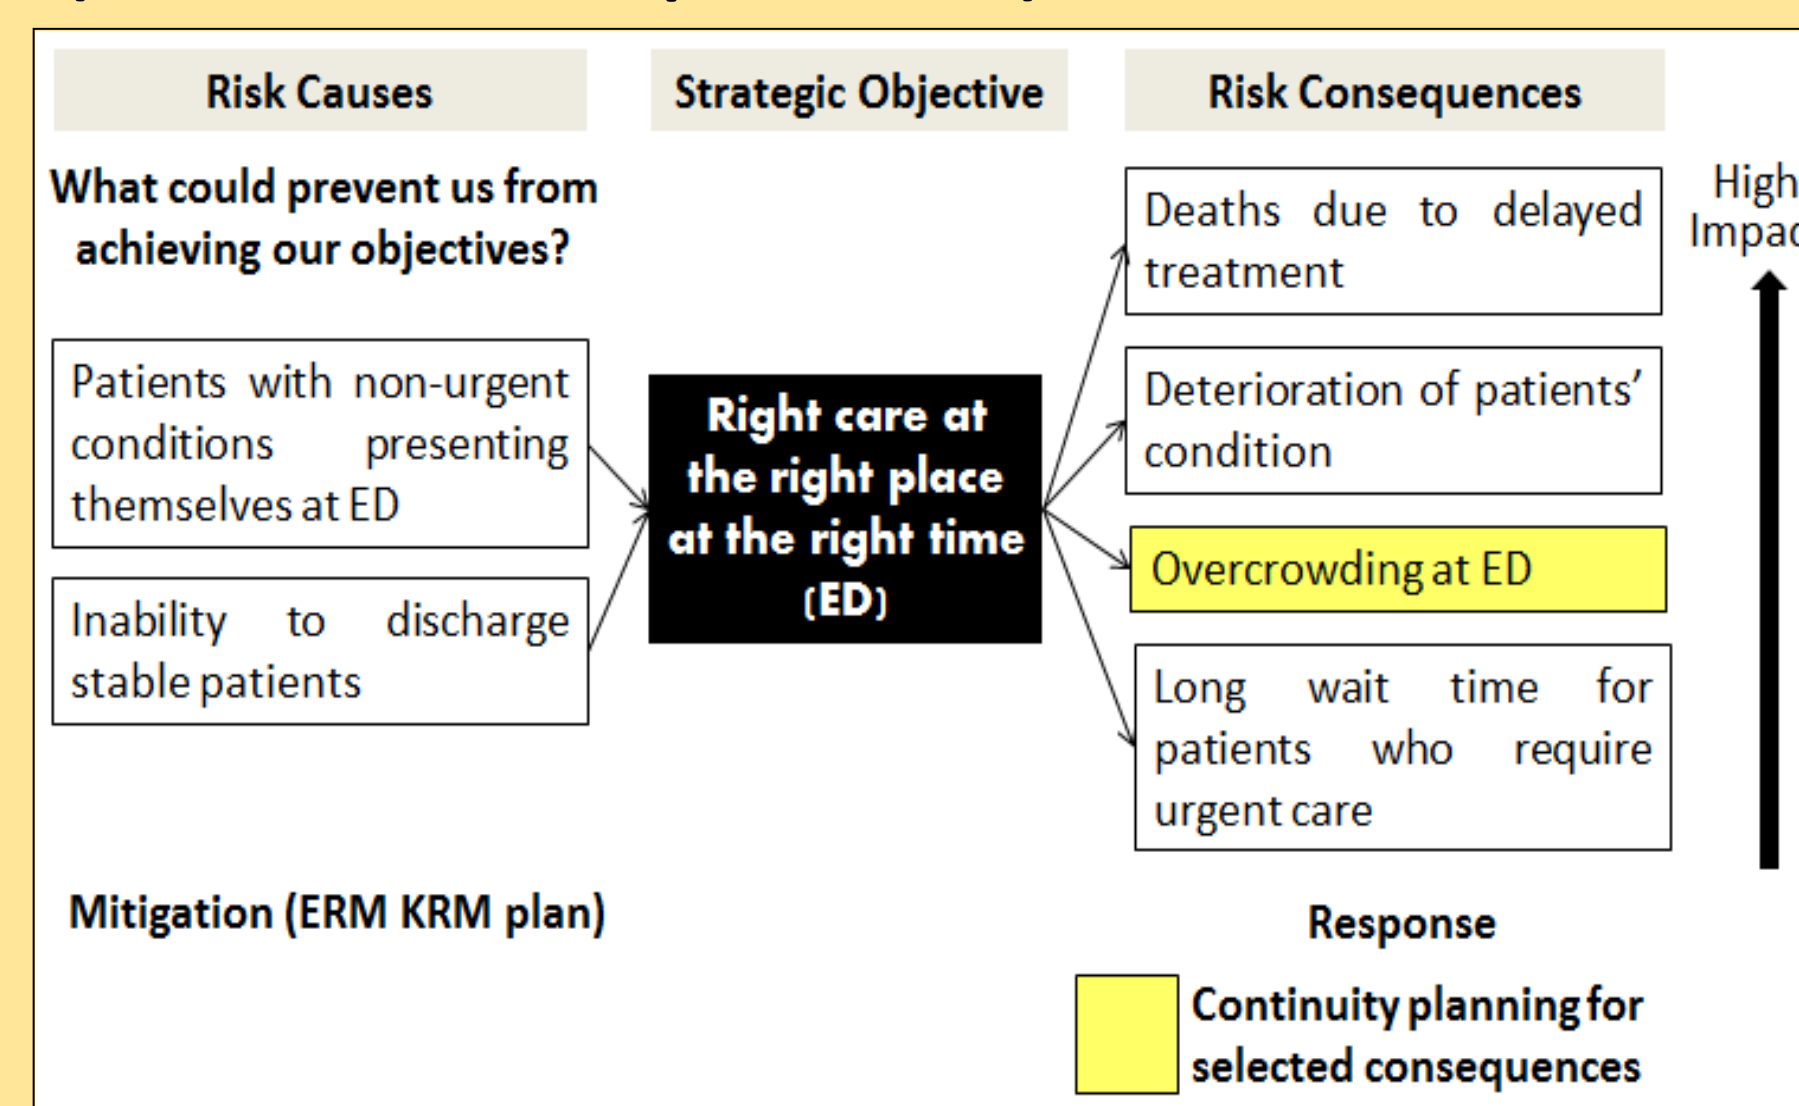 Risk Causes
Strategic Objective
Risk Consequences
What could prevent us from
achieving our objectives?
Patients with non-urgent
conditions presenting
themselves at ED
Inability to discharge
stable patients
Right care at
the right place
at the right time
(ED)
Deaths due to delayed
treatment
Deterioration of patients’
condition
Overcrowding at ED
Long wait time for
patients who require
urgent care
High
Mitigation (ERM KRM plan)
Response
Continuity planning for
selected consequences